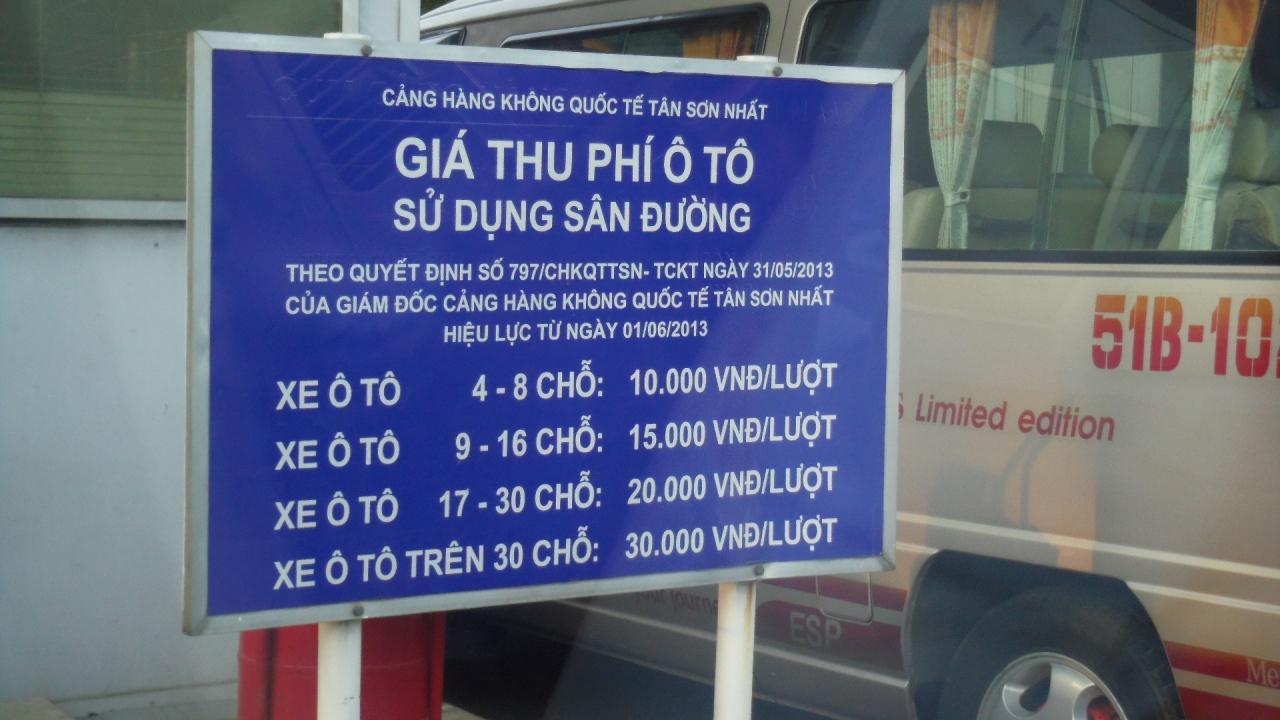 CẢNG HÀNG KHÔNG QUỐC TẾ TÂN SƠN NHẤT
GIÁ THU PHÍ Ô TÔ
SỬ DỤNG SÂN ĐƯỜNG
THEO QUYẾT ĐỊNH SỐ 797/CHKQTTSN- TCKT NGÀY 31/05/2013
CỦA GIÁM ĐỐC CẢNG HÀNG KHÔNG QUỐC TẾ TÂN SƠN NHẤT
HIỆU LỰC TỪ NGÀY 01/06/2013
XE Ô TÔ 4 - 8 CHỖ: 10.000 VNĐ/LƯỢT
XE Ô TÔ 9 - 16 CHỖ: 15.000 VNĐ/LƯỢT
XE Ô TÔ 17 - 30 CHỖ: 20.000 VNĐ/LƯỢT
XE Ô TÔ TRÊN 30 CHỖ: 30.000 VNĐ/LƯỢT
51B-10
Limited edition
ESP